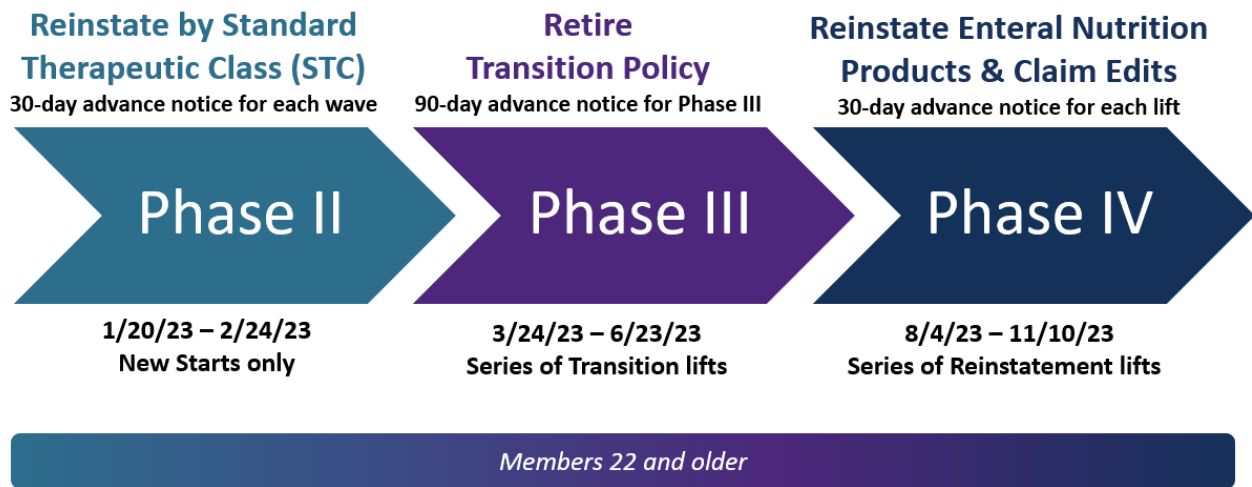 Reinstate by Standard
Therapeutic Class (STC)
30-day advance notice for each wave
Phase II
1/20/23 – 2/24/23
New Starts only
Retire
Transition Policy
90-day advance notice for Phase III
Phase III
3/24/23 – 6/23/23
Series of Transition lifts
Reinstate Enteral Nutrition
Products & Claim Edits
30-day advance notice for each lift
Phase IV
8/4/23 – 11/10/23
Series of Reinstatement lifts
Members 22 and older